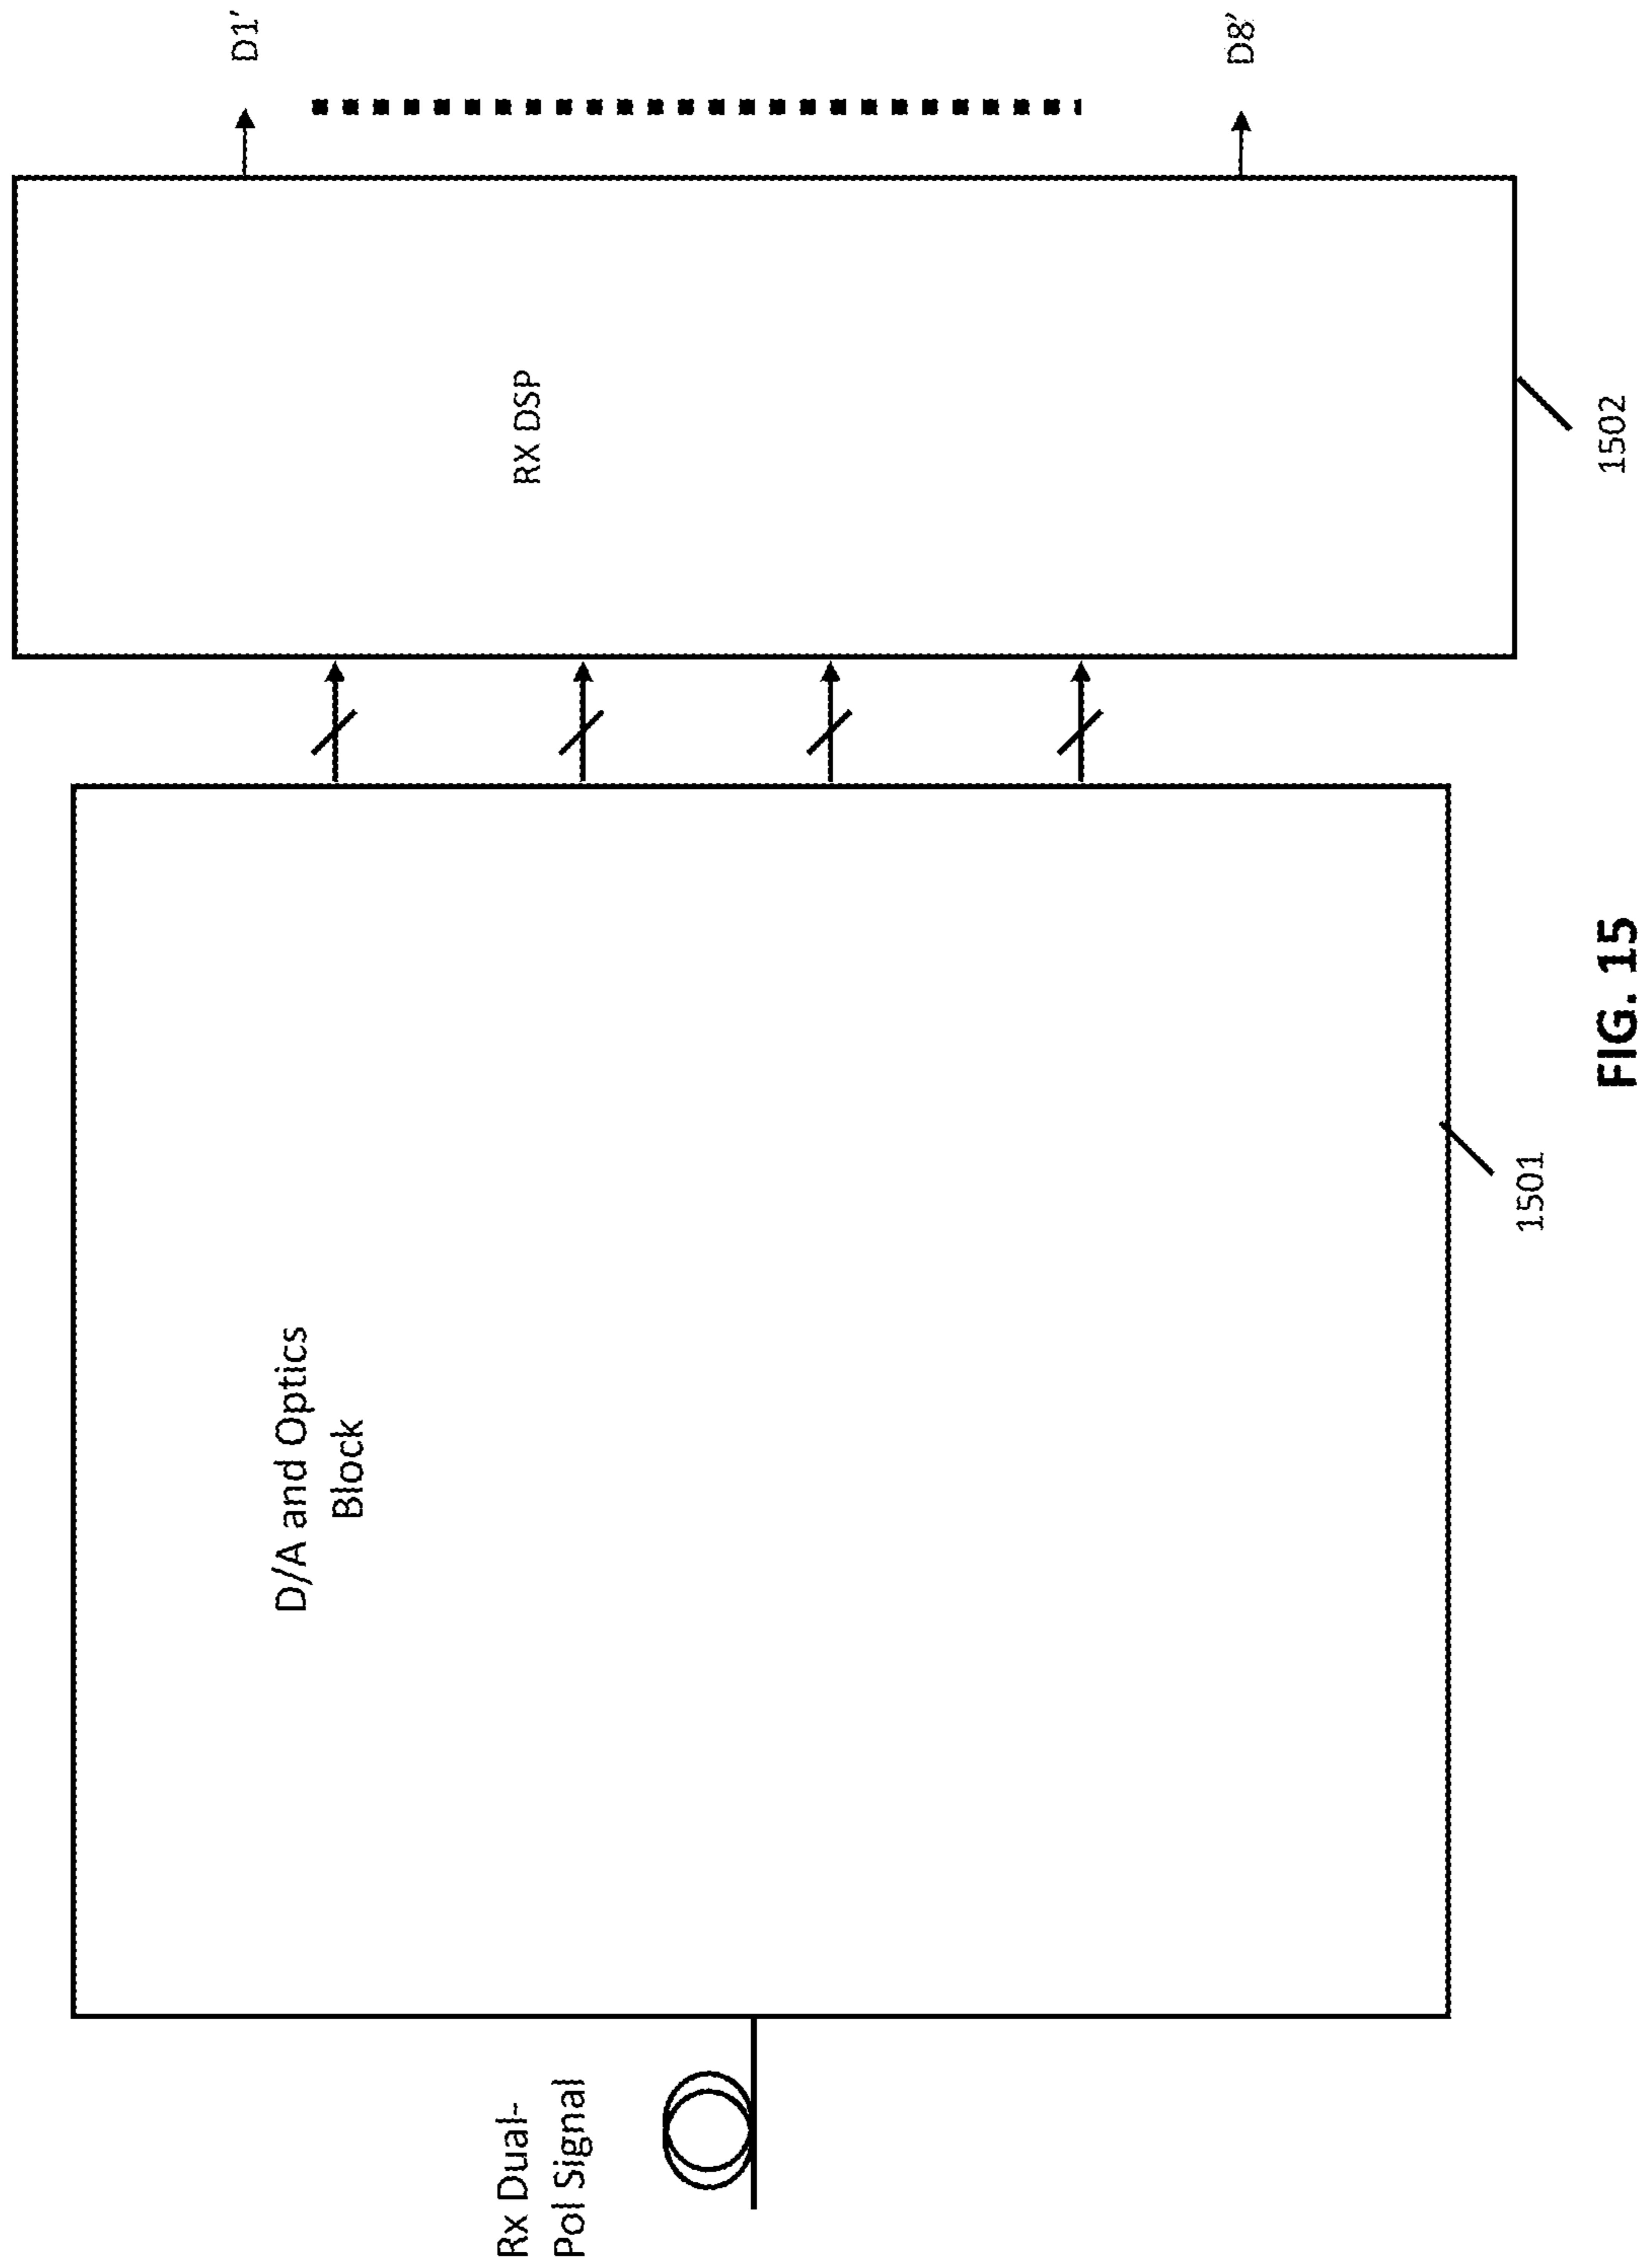 Rx Dual-
Pol Signal
D/A and Optics
Block
1501
RX DSP
1502
D1’
D8’
FIG. 15